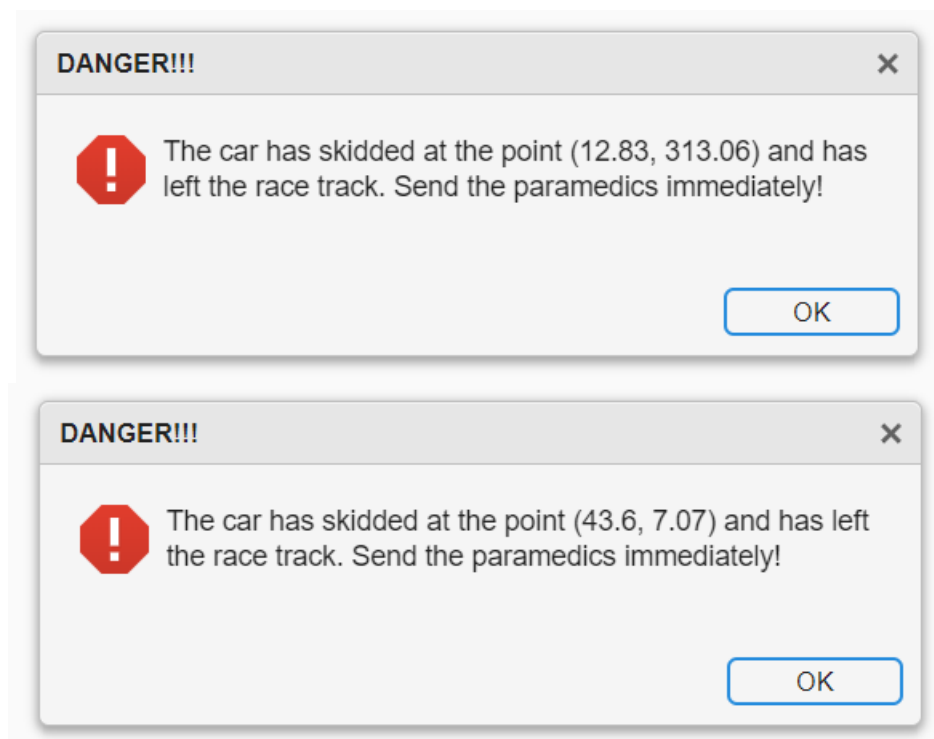 DANGER!!!
The car has skidded at the point (12.83, 313.06) and has
left the race track. Send the paramedics immediately!
OK
DANGER!!!
The car has skidded at the point (43.6, 7.07) and has left
the race track. Send the paramedics immediately!
OK